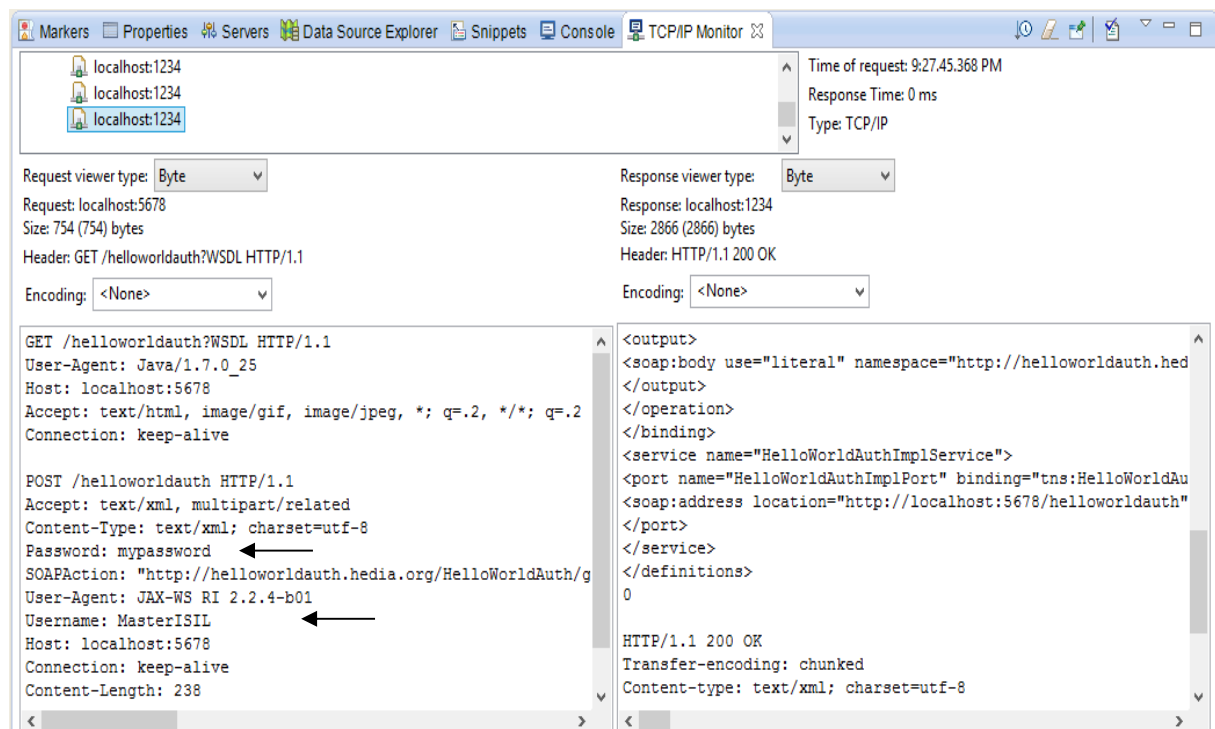 Markers Properties Servers Data Source Explorer Snippets Console TCP/IP Monitor
localhost:1234
localhost:1234
localhost:1234
Time of request: 9:27.45.368 PM
Response Time: 0 ms
Type: TCP/IP
Request viewer type: Byte
Request: localhost:5678
Size: 754 (754) bytes
Header: GET /helloworldauth?WSDL HTTP/1.1
Encoding: <None>
Response viewer type: Byte
Response: localhost:1234
Size: 2866 (2866) bytes
Header: HTTP/1.1 200 OK
Encoding: <None>
GET /helloworldauth?WSDL HTTP/1.1
User-Agent: Java/1.7.0_25
Host: localhost:5678
Accept: text/html, image/gif, image/jpeg, *; q=.2, */*; q=.2
Connection: keep-alive
POST /helloworldauth HTTP/1.1
Accept: text/xml, multipart/related
Content-Type: text/xml; charset=utf-8
Password: mypassword
SOAPAction: "http://helloworldauth.hedia.org/HelloWorldAuth/g
User-Agent: JAX-WS RI 2.2.4-b01
Username: MasterISIL
Host: localhost:5678
Connection: keep-alive
Content-Length: 238
<output>
<soap:body use="literal" namespace="http://helloworldauth.hed
</output>
</operation>
</binding>
<service name="HelloWorldAuthImplService">
<port name="HelloWorldAuthImplPort" binding="tns:HelloWorldAu
<soap:address location="http://localhost:5678/helloworldauth"
</port>
</service>
</definitions>
0
HTTP/1.1 200 OK
Transfer-encoding: chunked
Content-type: text/xml; charset=utf-8